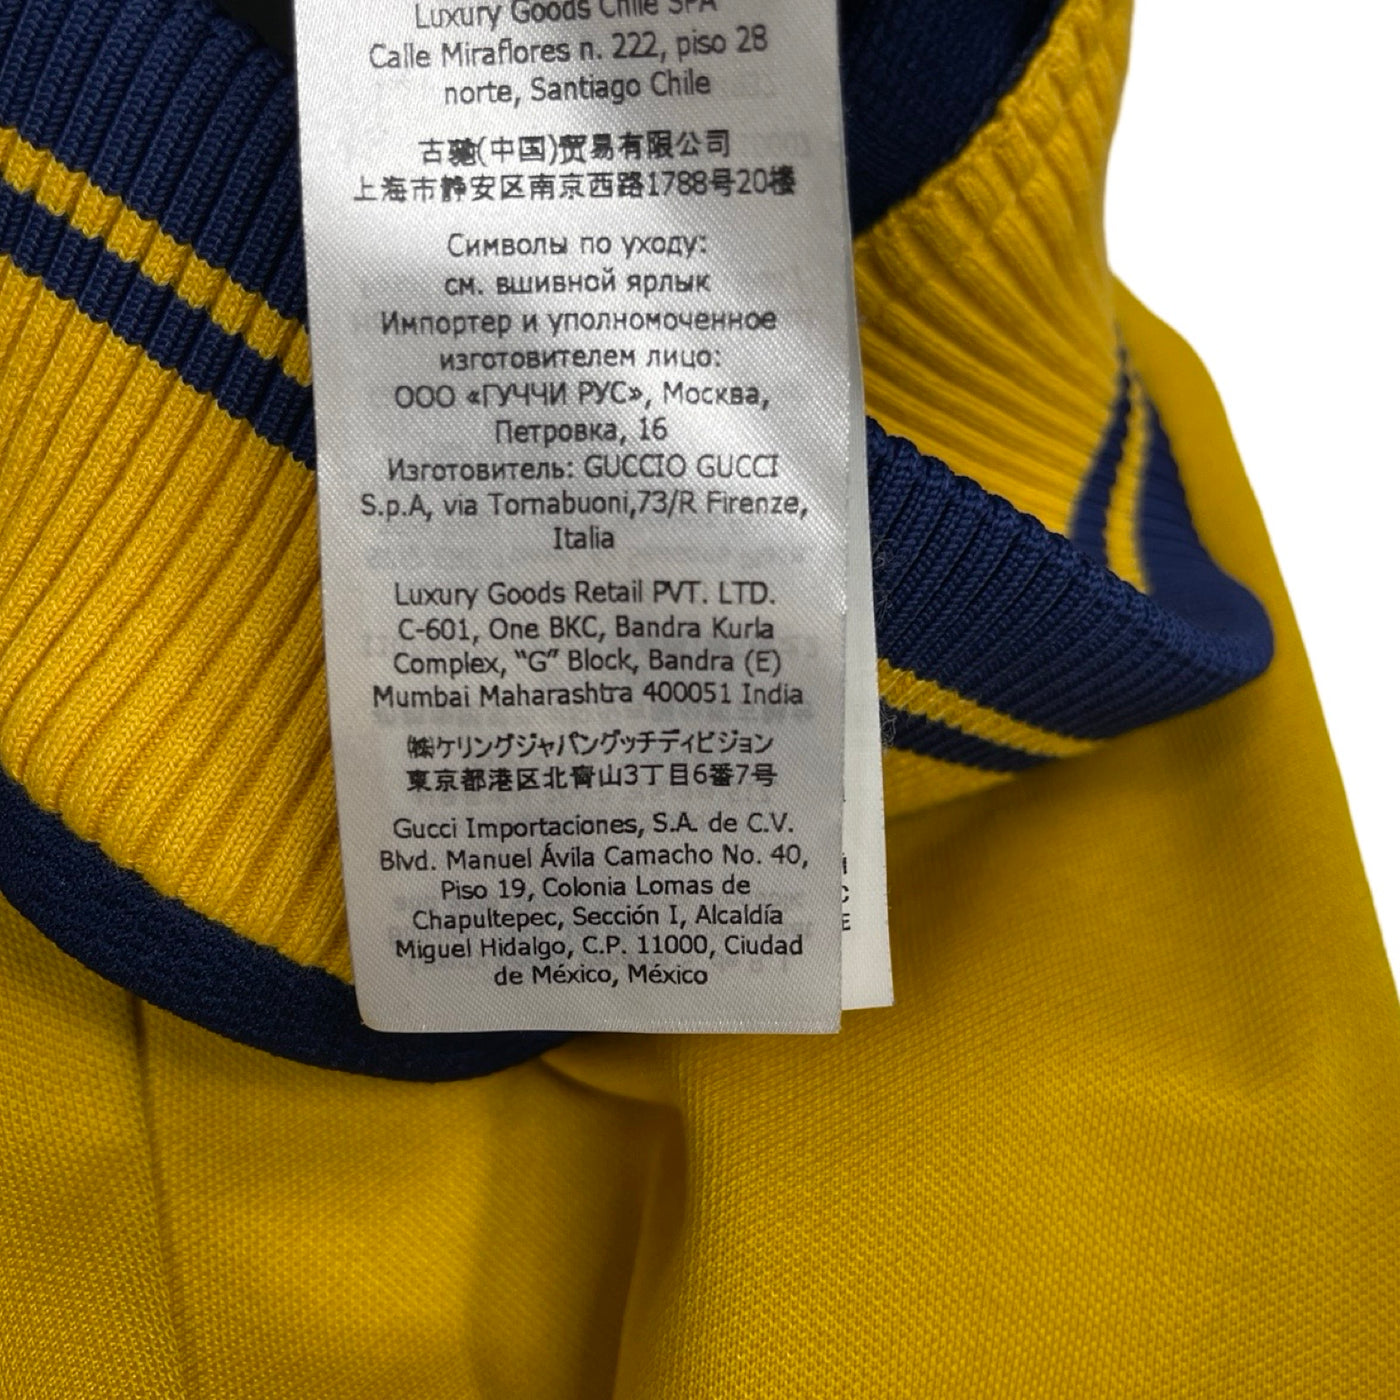 Luxury Goods Chile SPA
Calle Miraflores n. 222, piso 28
norte, Santiago Chile
古驰(中国)贸易有限公司
上海市静安区南京西路1788号20楼
Символы по уходу:
см. вшивной ярлык
Импортер и уполномоченное
изготовителем лицо:
ООО «ГУЧЧИ РУС», Москва,
Петровка, 16
Изготовитель: GUCCIO GUCCI
S.p.A, via Tornabuoni,73/R Firenze,
Italia
Luxury Goods Retail PVT. LTD.
C-601, One BKC, Bandra Kurla
Complex, “G” Block, Bandra (E)
Mumbai Maharashtra 400051 India
㈱ケリングジャパングッチディビジョン
東京都港区北青山3丁目6番7号
Gucci Importaciones, S.A. de C.V.
Blvd. Manuel Ávila Camacho No. 40,
Piso 19, Colonia Lomas de
Chapultepec, Sección I, Alcaldía
Miguel Hidalgo, C.P. 11000, Ciudad
de México, México